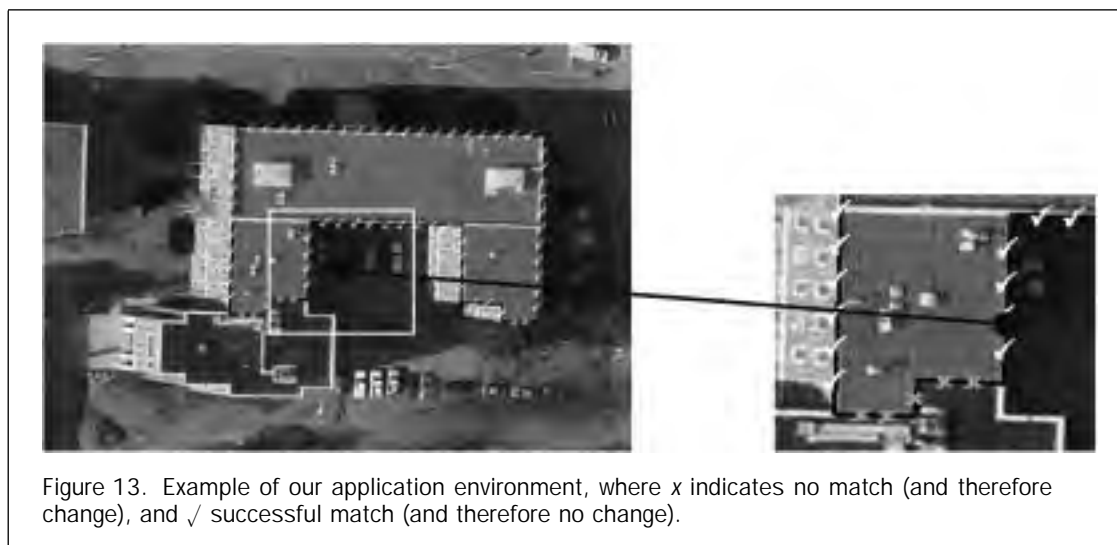 Figure 13. Example of our application environment, where x indicates no match (and therefore
change), and √ successful match (and therefore no change).